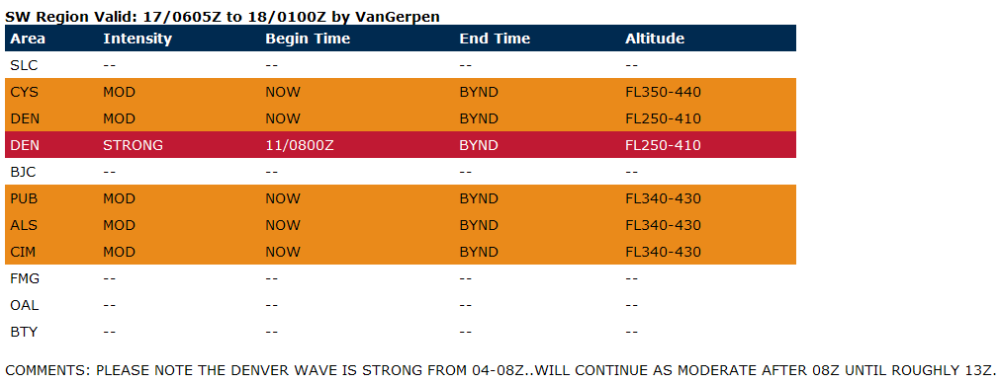 SW Region Valid: 17/0605Z to 18/0100Z by VanGerpen
Area Intensity Begin Time End Time Altitude
SLC -- -- -- --
CYS MOD NOW BYND FL350-440
DEN MOD NOW BYND FL250-410
DEN STRONG 11/0800Z BYND FL250-410
BJC -- -- -- --
PUB MOD NOW BYND FL340-430
ALS MOD NOW BYND FL340-430
CIM MOD NOW BYND FL340-430
FMG -- -- -- --
OAL -- -- -- --
BTY -- -- -- --
COMMENTS: PLEASE NOTE THE DENVER WAVE IS STRONG FROM 04-08Z..WILL CONTINUE AS MODERATE AFTER 08Z UNTIL ROUGHLY 13Z.